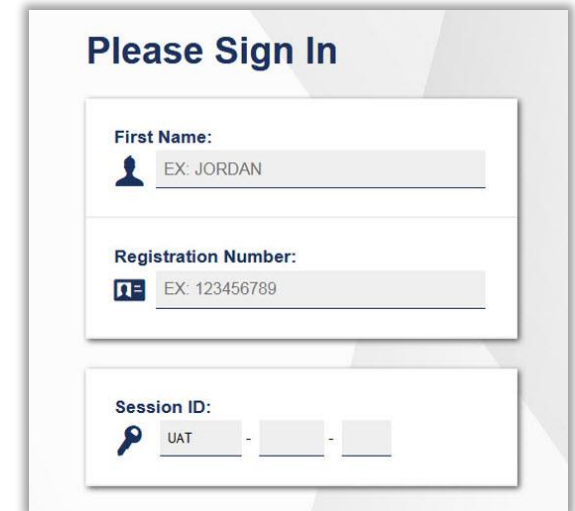 Please Sign In
First Name:
EX: JORDAN
Registration Number:
EX: 123456789
Session ID:
UAT - -